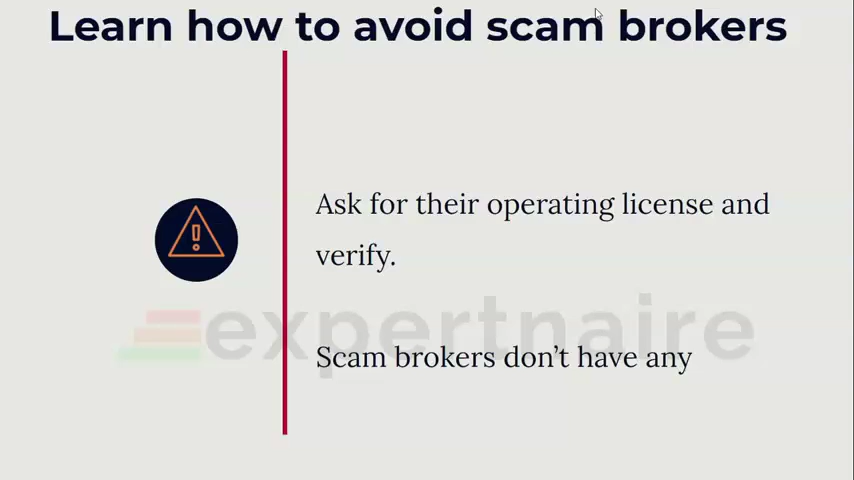 Learn how to avoid scam brokers
Ask for their operating license and
verify.
expertnaire
Scam brokers don’t have any